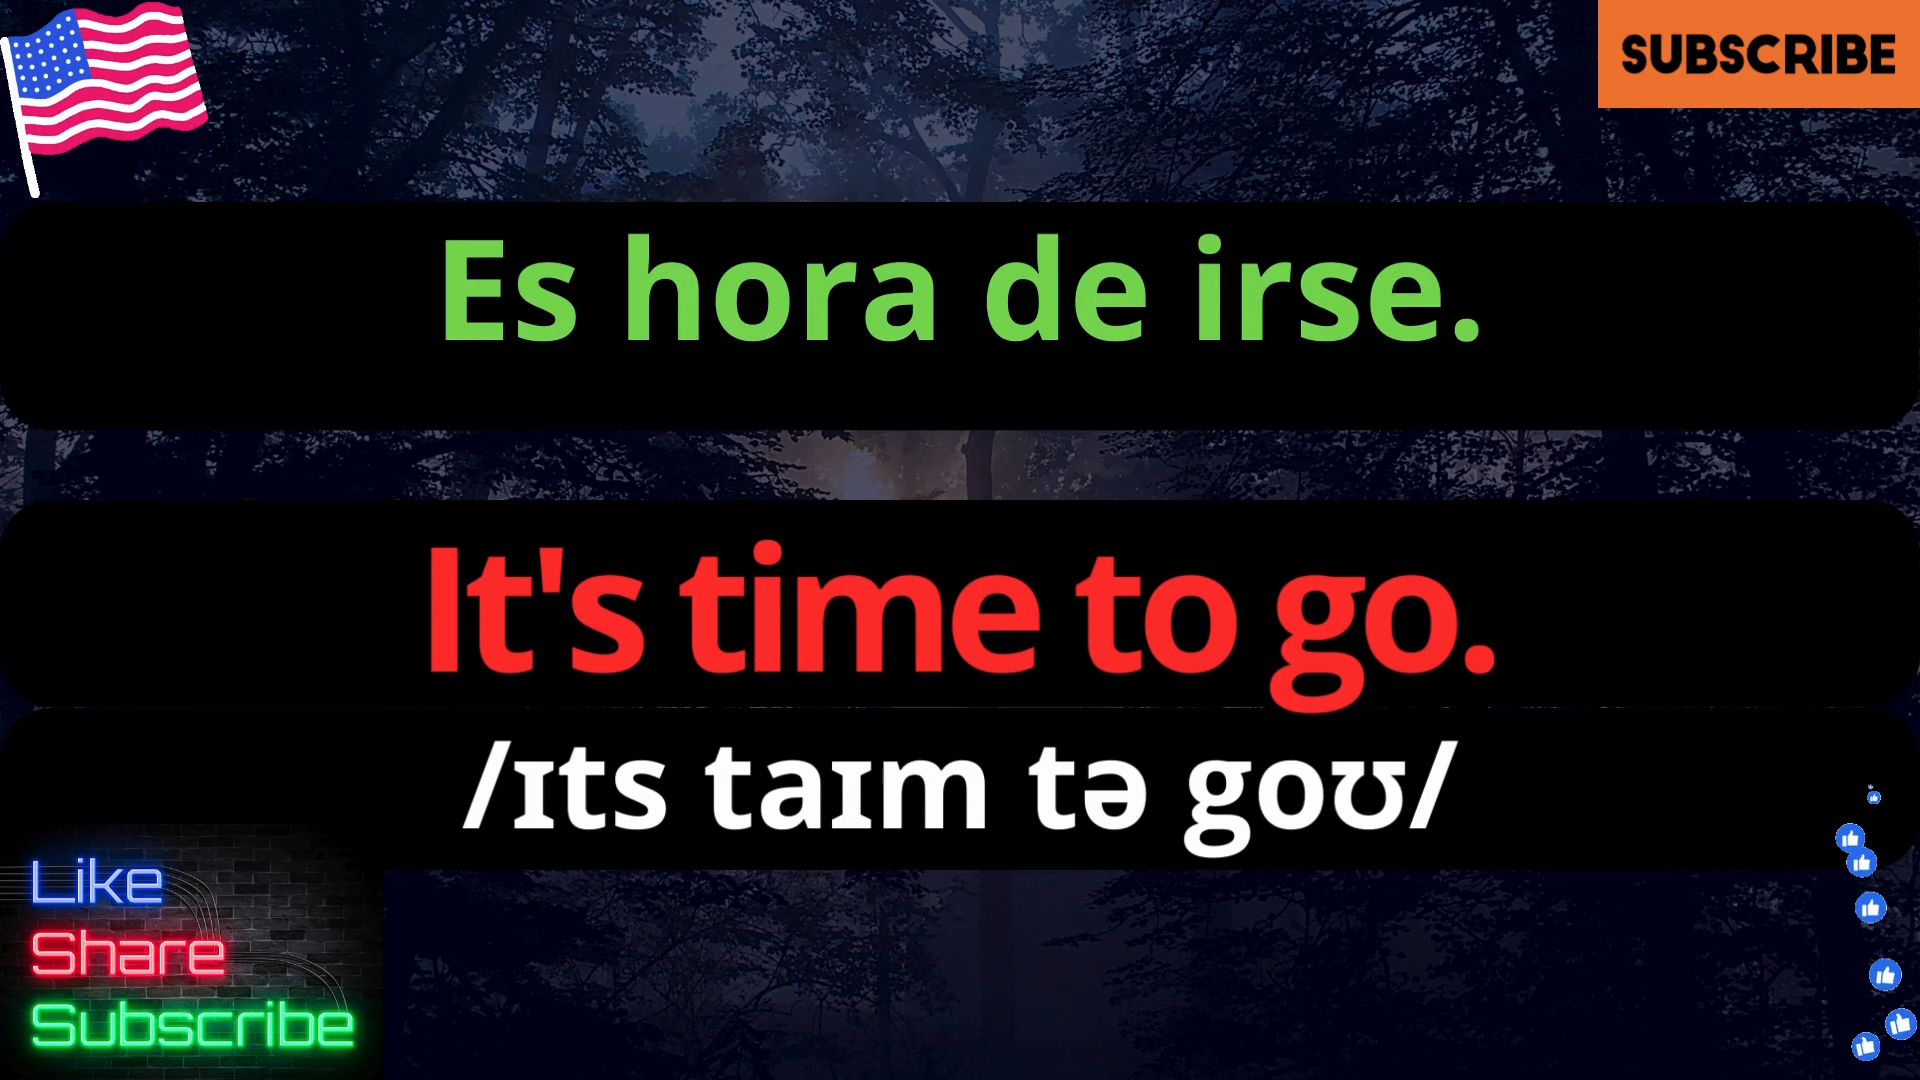 SUBSCRIBE
Es hora de irse.
It's time to go.
/ɪts taɪm tə goʊ/
Like
Share
Subscribe